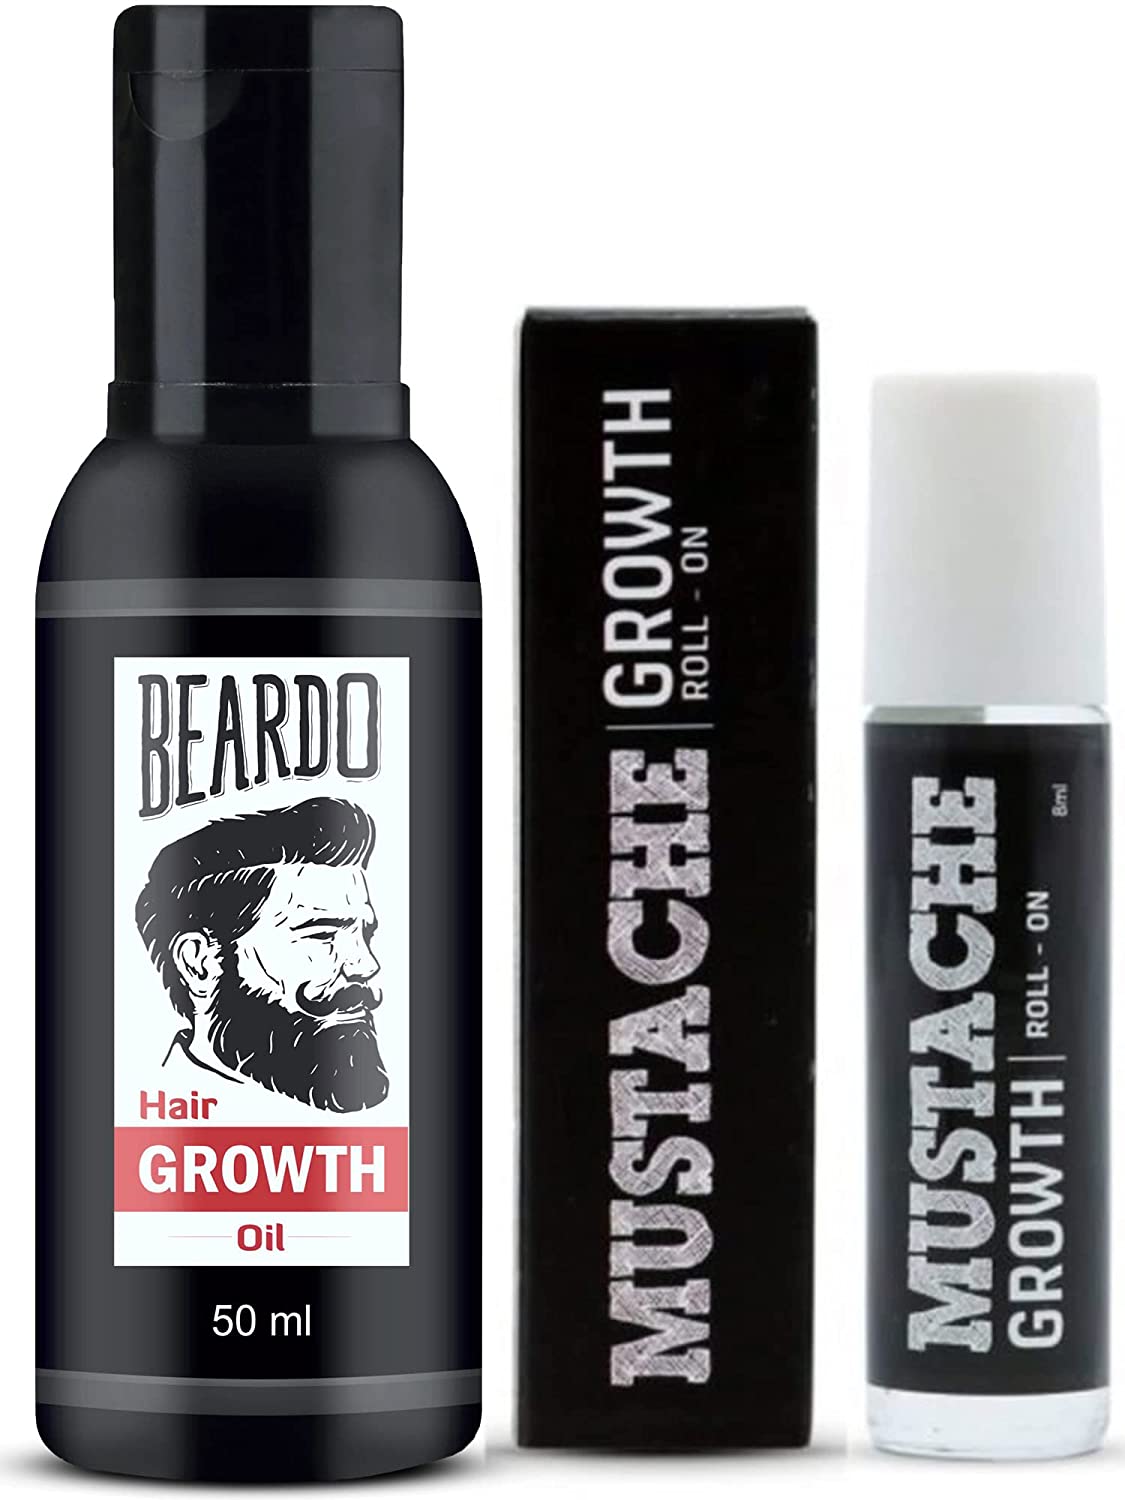 BEARDO
Hair
GROWTH
Oil
50 ml
MUSTACHE | GROWTH
ROLL - ON
MUSTACHE
GROWTH | ROLL - ON
8ml